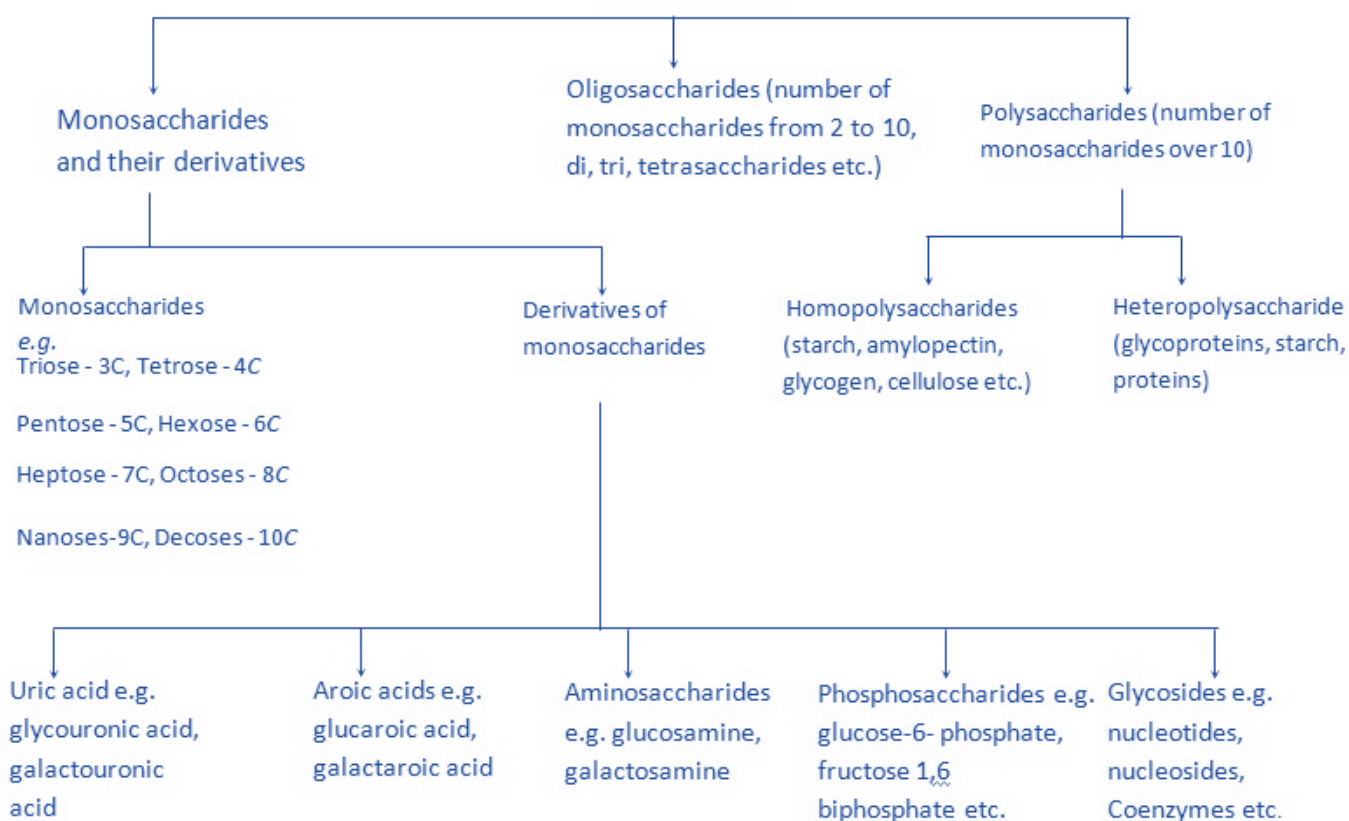 Monosaccharides
and their derivatives
Oligosaccharides (number of
monosaccharides from 2 to 10,
di, tri, tetrasaccharides etc.)
Polysaccharides (number of
monosaccharides over 10)
Monosaccharides
e.g.
Triose - 3C, Tetrose - 4C
Pentose - 5C, Hexose - 6C
Heptose - 7C, Octoses - 8C
Nanoses-9C, Decoses - 10C
Derivatives of
monosaccharides
Homopolysaccharides
(starch, amylopectin,
glycogen, cellulose etc.)
Heteropolysaccharide
(glycoproteins, starch,
proteins)
Uric acid e.g.
glycouronic acid,
galactouronic
acid
Aroic acids e.g.
glucaroic acid,
galactaroic acid
Aminosaccharides
e.g. glucosamine,
galactosamine
Phosphosaccharides e.g.
glucose-6- phosphate,
fructose 1,6
biphosphate etc.
Glycosides e.g.
nucleotides,
nucleosides,
Coenzymes etc.